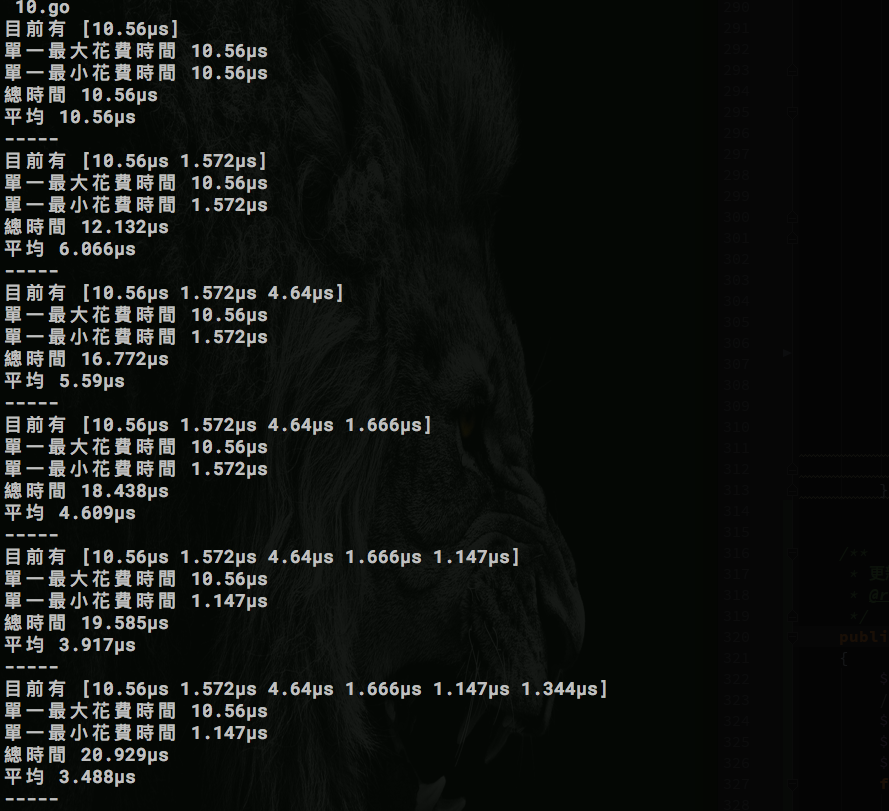 10.go
目前有 [10.56µs]
單一最大花費時間 10.56µs
單一最小花費時間 10.56µs
總時間 10.56µs
平均 10.56µs
-----
目前有 [10.56µs 1.572µs]
單一最大花費時間 10.56µs
單一最小花費時間 1.572µs
總時間 12.132µs
平均 6.066µs
-----
目前有 [10.56µs 1.572µs 4.64µs]
單一最大花費時間 10.56µs
單一最小花費時間 1.572µs
總時間 16.772µs
平均 5.59µs
-----
目前有 [10.56µs 1.572µs 4.64µs 1.666µs]
單一最大花費時間 10.56µs
單一最小花費時間 1.572µs
總時間 18.438µs
平均 4.609µs
-----
目前有 [10.56µs 1.572µs 4.64µs 1.666µs 1.147µs]
單一最大花費時間 10.56µs
單一最小花費時間 1.147µs
總時間 19.585µs
平均 3.917µs
-----
目前有 [10.56µs 1.572µs 4.64µs 1.666µs 1.147µs 1.344µs]
單一最大花費時間 10.56µs
單一最小花費時間 1.147µs
總時間 20.929µs
平均 3.488µs
-----
/**
*/
{